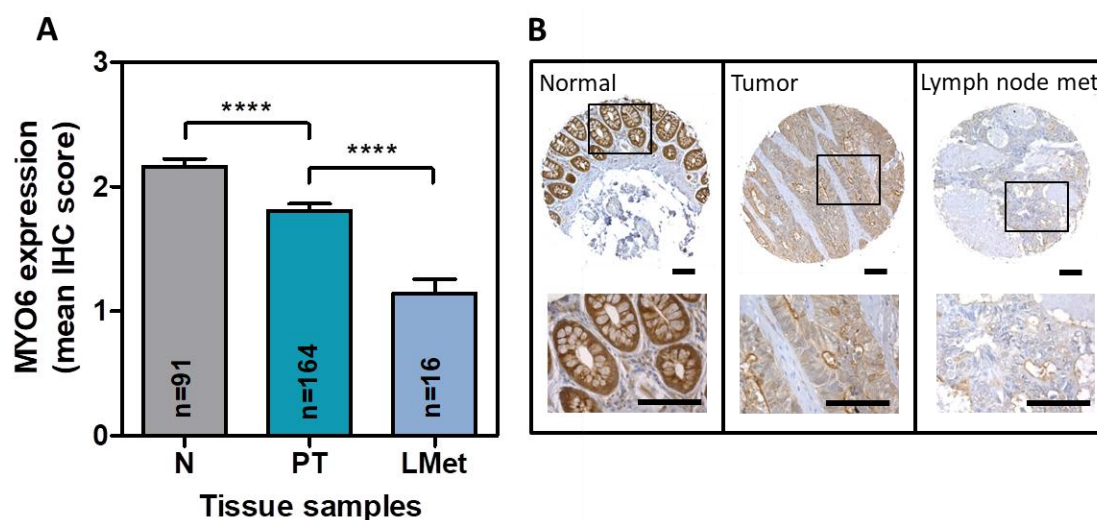 A
MYO6 expression
(mean IHC score)
3
2
1
0
****
****
n=91
n=164
n=16
N PT LMet
Tissue samples
B
Normal
Tumor
Lymph node met